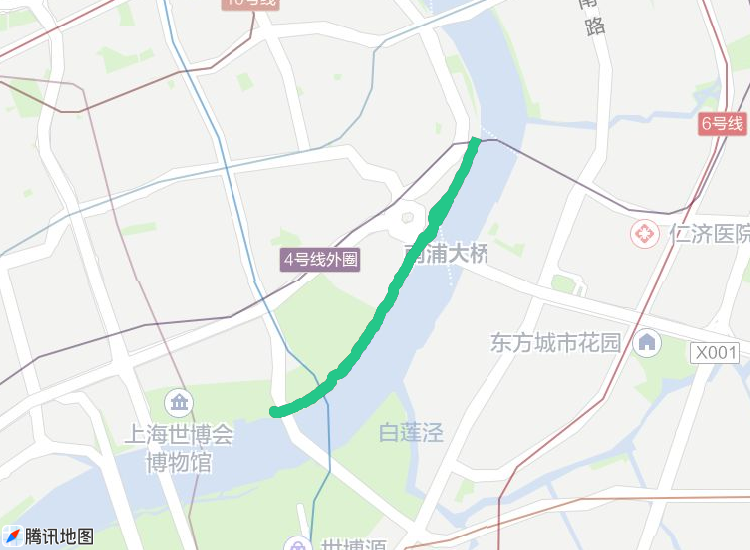 10号线
南
路
6号线
仁济医院
4号线外圈
南浦大桥
东方城市花园
X001
上海世博会
博物馆
白莲泾
世博源
腾讯地图